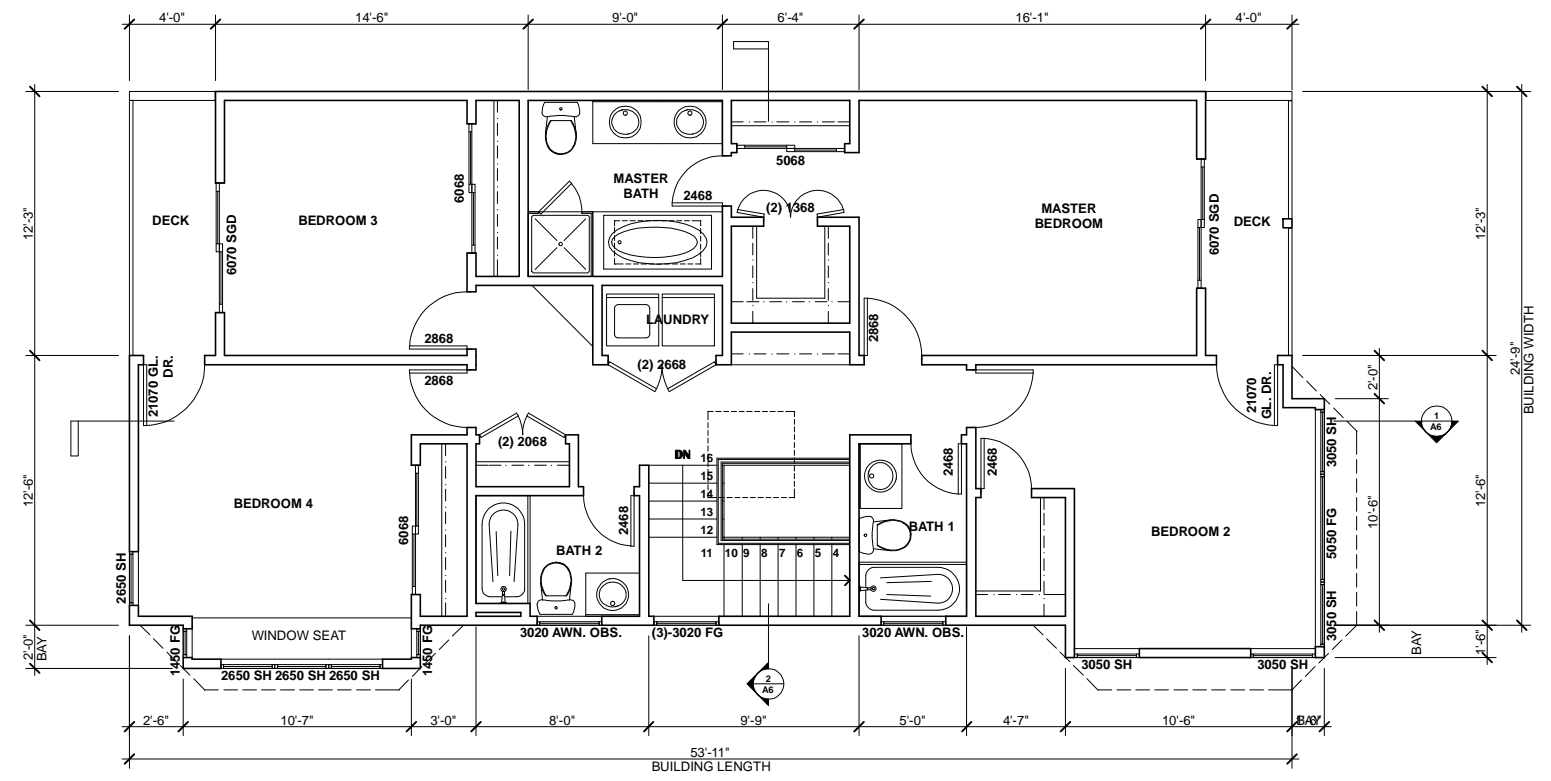 4'-0"
14'-6"
9'-0"
6'-4"
16'-1"
4'-0"
12'-3"
12'-6"
2'-0"
BAY
12'-3"
12'-6"
1'-6"
24'-9"
BUILDING WIDTH
2'-0"
10'-6"
BAY
DECK
6070 SGD
BEDROOM 3
6068
MASTER
BATH
2468
5068
(2) 1368
MASTER
BEDROOM
6070 SGD
DECK
2868
LAUNDRY
(2) 2668
2868
21070 GL.
DR.
2868
21070
GL. DR.
(2) 2068
DN
16
15
14
13
12
11
10
9
8
7
6
5
4
2468
2468
3050 SH
1
A6
BEDROOM 4
6068
2468
BATH 1
BEDROOM 2
5050 FG
BATH 2
2650 SH
3050 SH
WINDOW SEAT
1450 FG
1450 FG
3020 AWN. OBS.
(3)-3020 FG
3020 AWN. OBS.
2650 SH
2650 SH
2650 SH
3050 SH
3050 SH
2
A6
2'-6"
10'-7"
3'-0"
8'-0"
9'-9"
5'-0"
4'-7"
10'-6"
53'-11"
BUILDING LENGTH